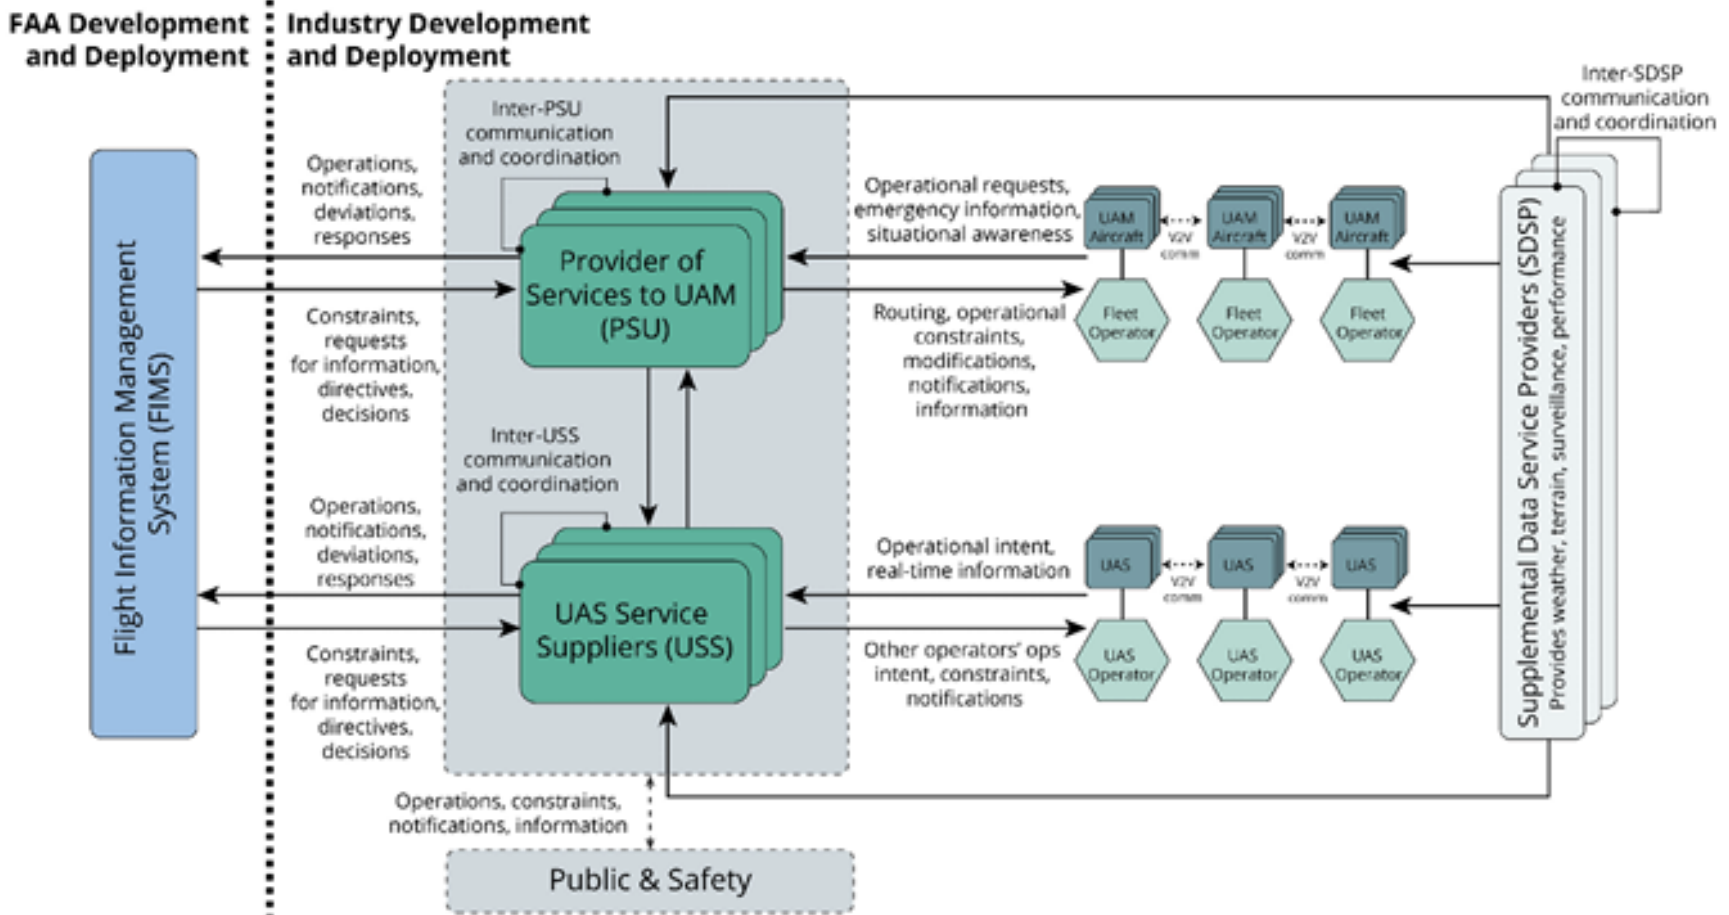 FAA Development
and Deployment
Industry Development
and Deployment
Flight Information Management
System (FIMS)
Operations,
notifications,
deviations,
responses
Constraints,
requests
for information,
directives,
decisions
Operations,
notifications,
deviations,
responses
Constraints,
requests
for information,
directives,
decisions
Inter-PSU
communication
and coordination
Provider of
Services to UAM
(PSU)
Inter-USS
communication
and coordination
UAS Service
Suppliers (USS)
Operations, constraints,
notifications, information
Public & Safety
Operational requests,
emergency information,
situational awareness
Routing, operational
constraints,
modifications,
notifications,
information
Operational intent,
real-time information
Other operators' ops
intent, constraints,
notifications
UAM
Aircraft
V2V
comm
UAM
Aircraft
V2V
comm
UAM
Aircraft
Fleet
Operator
Fleet
Operator
Fleet
Operator
UAS
V2V
comm
UAS
V2V
comm
UAS
UAS
Operator
UAS
Operator
UAS
Operator
Inter-SDSP
communication
and coordination
Supplemental Data Service Providers (SDSP)
Provides weather, terrain, surveillance, performance